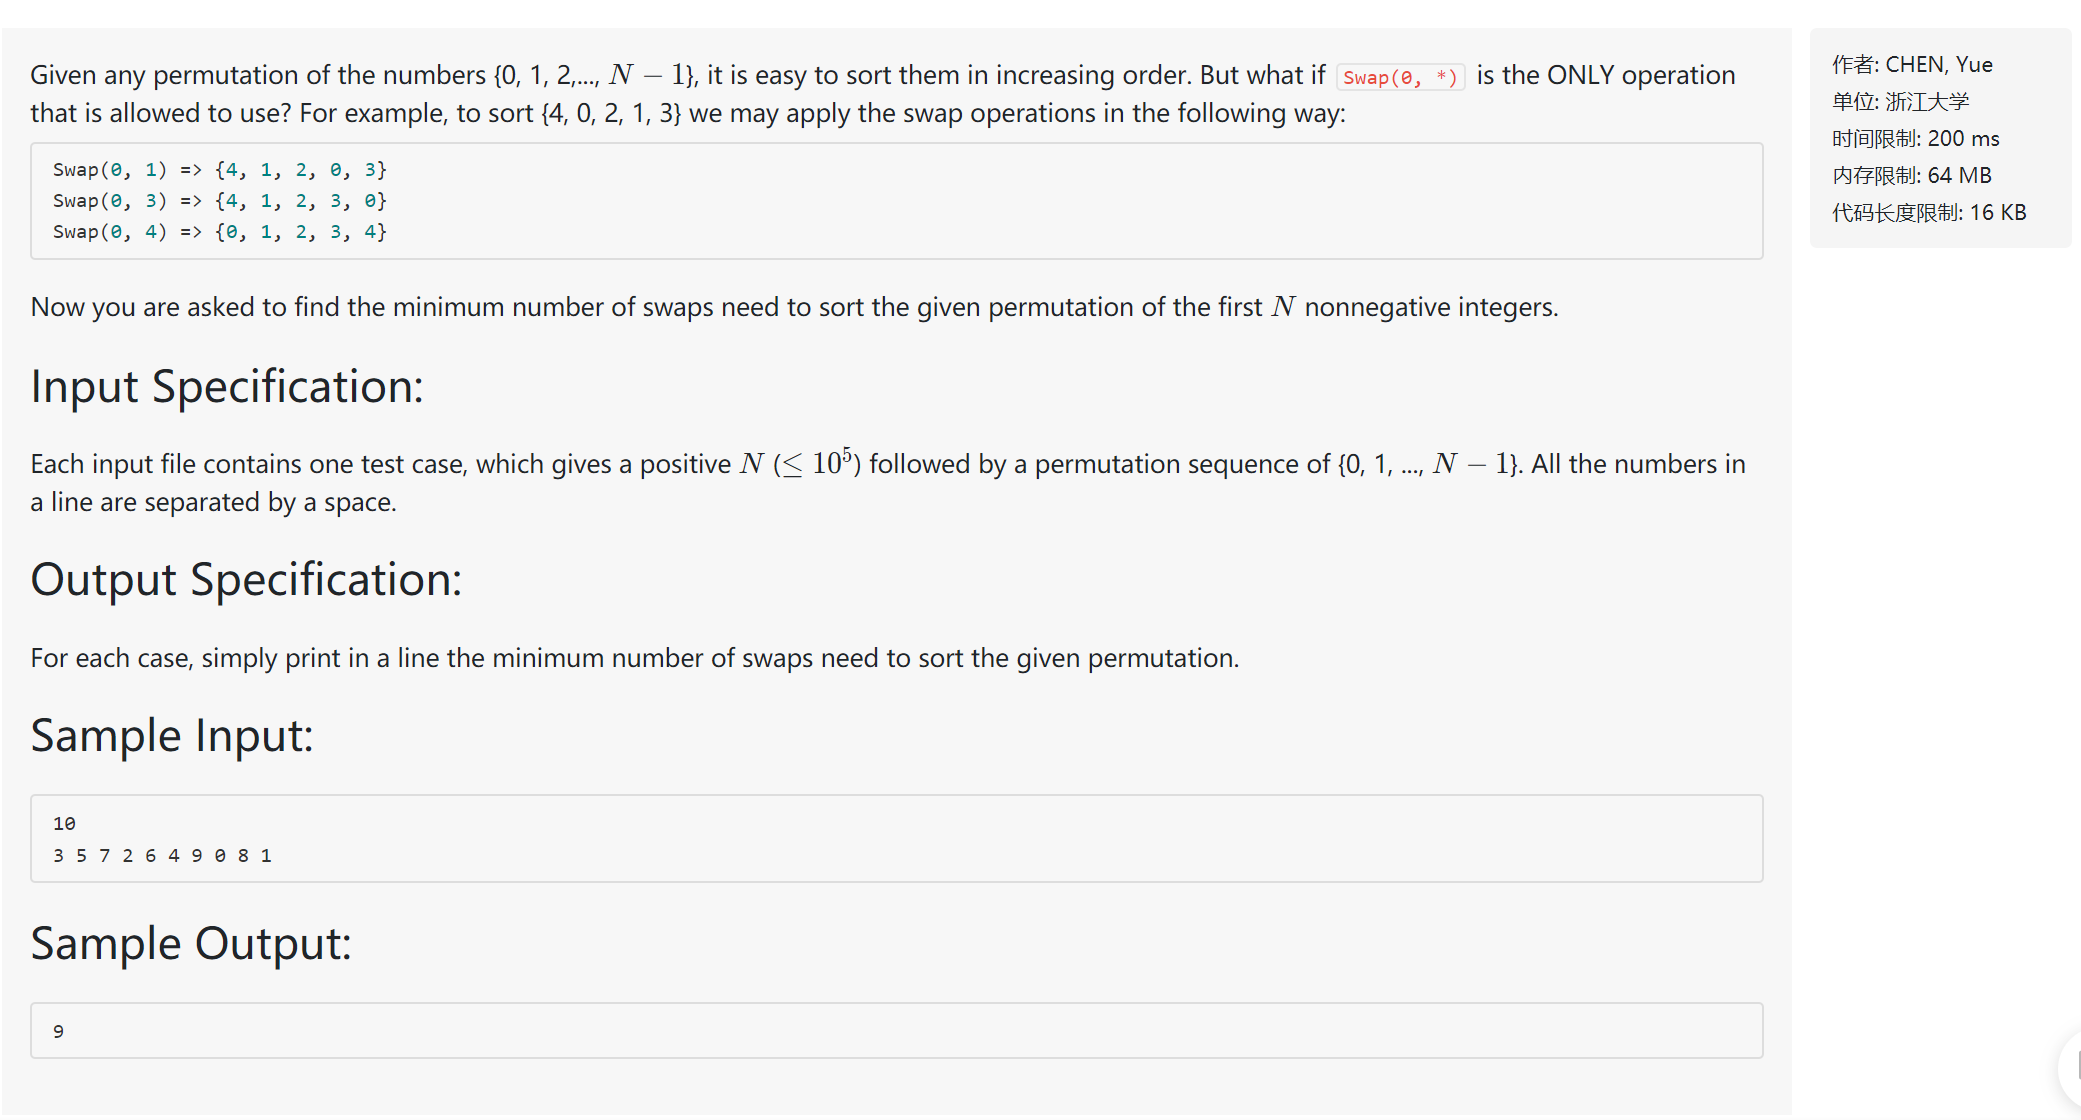 Given any permutation of the numbers {0, 1, 2,..., N − 1}, it is easy to sort them in increasing order. But what if Swap(0, *) is the ONLY operation
that is allowed to use? For example, to sort {4, 0, 2, 1, 3} we may apply the swap operations in the following way:
Swap(0, 1) => {4, 1, 2, 0, 3}
Swap(0, 3) => {4, 1, 2, 3, 0}
Swap(0, 4) => {0, 1, 2, 3, 4}
Now you are asked to find the minimum number of swaps need to sort the given permutation of the first N nonnegative integers.
Input Specification:
Each input file contains one test case, which gives a positive N (≤ 10⁵) followed by a permutation sequence of {0, 1, ..., N − 1}. All the numbers in
a line are separated by a space.
Output Specification:
For each case, simply print in a line the minimum number of swaps need to sort the given permutation.
Sample Input:
10
3 5 7 2 6 4 9 0 8 1
Sample Output:
9
作者: CHEN, Yue
单位: 浙江大学
时间限制: 200 ms
内存限制: 64 MB
代码长度限制: 16 KB